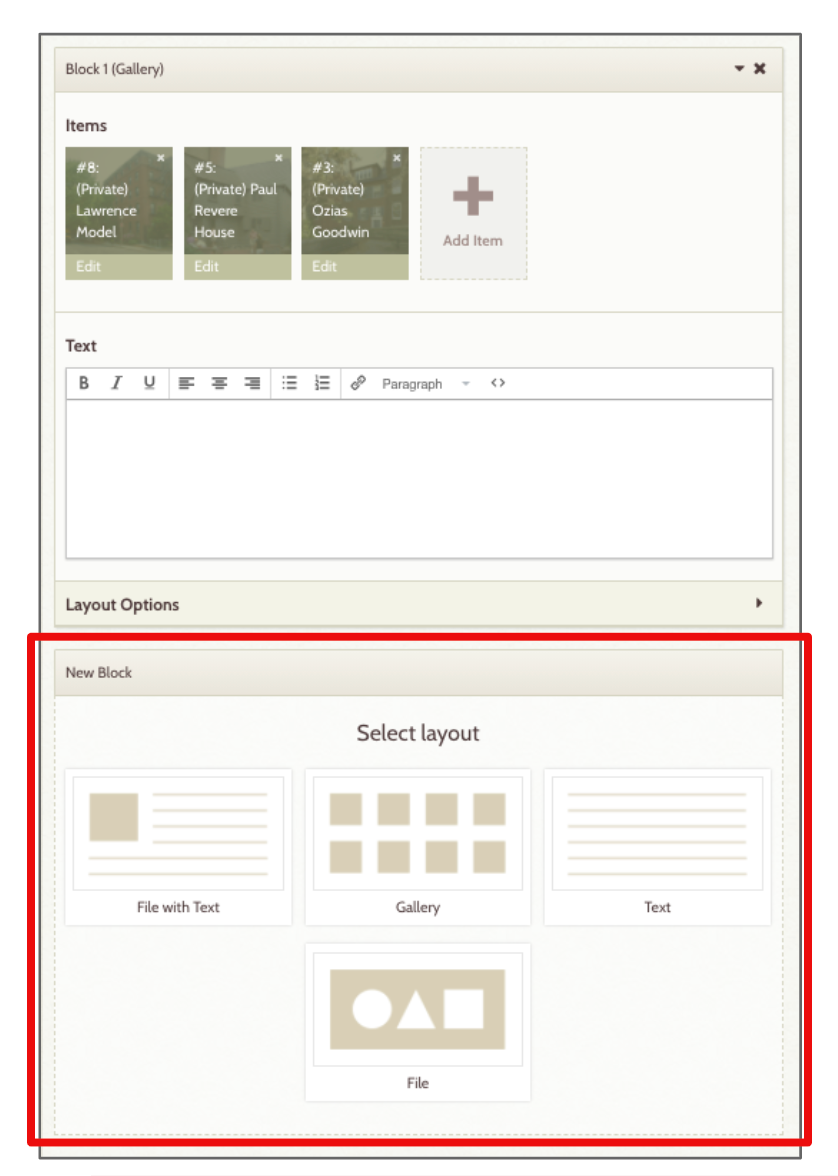 Block 1 (Gallery)
Items
#8:
(Private)
Lawrence
Model
Edit
#5:
(Private) Paul
Revere
House
Edit
#3:
(Private)
Ozias
Goodwin
Edit
Add Item
Text
B I U Paragraph <>
Layout Options
New Block
Select layout
File with Text
Gallery
Text
File